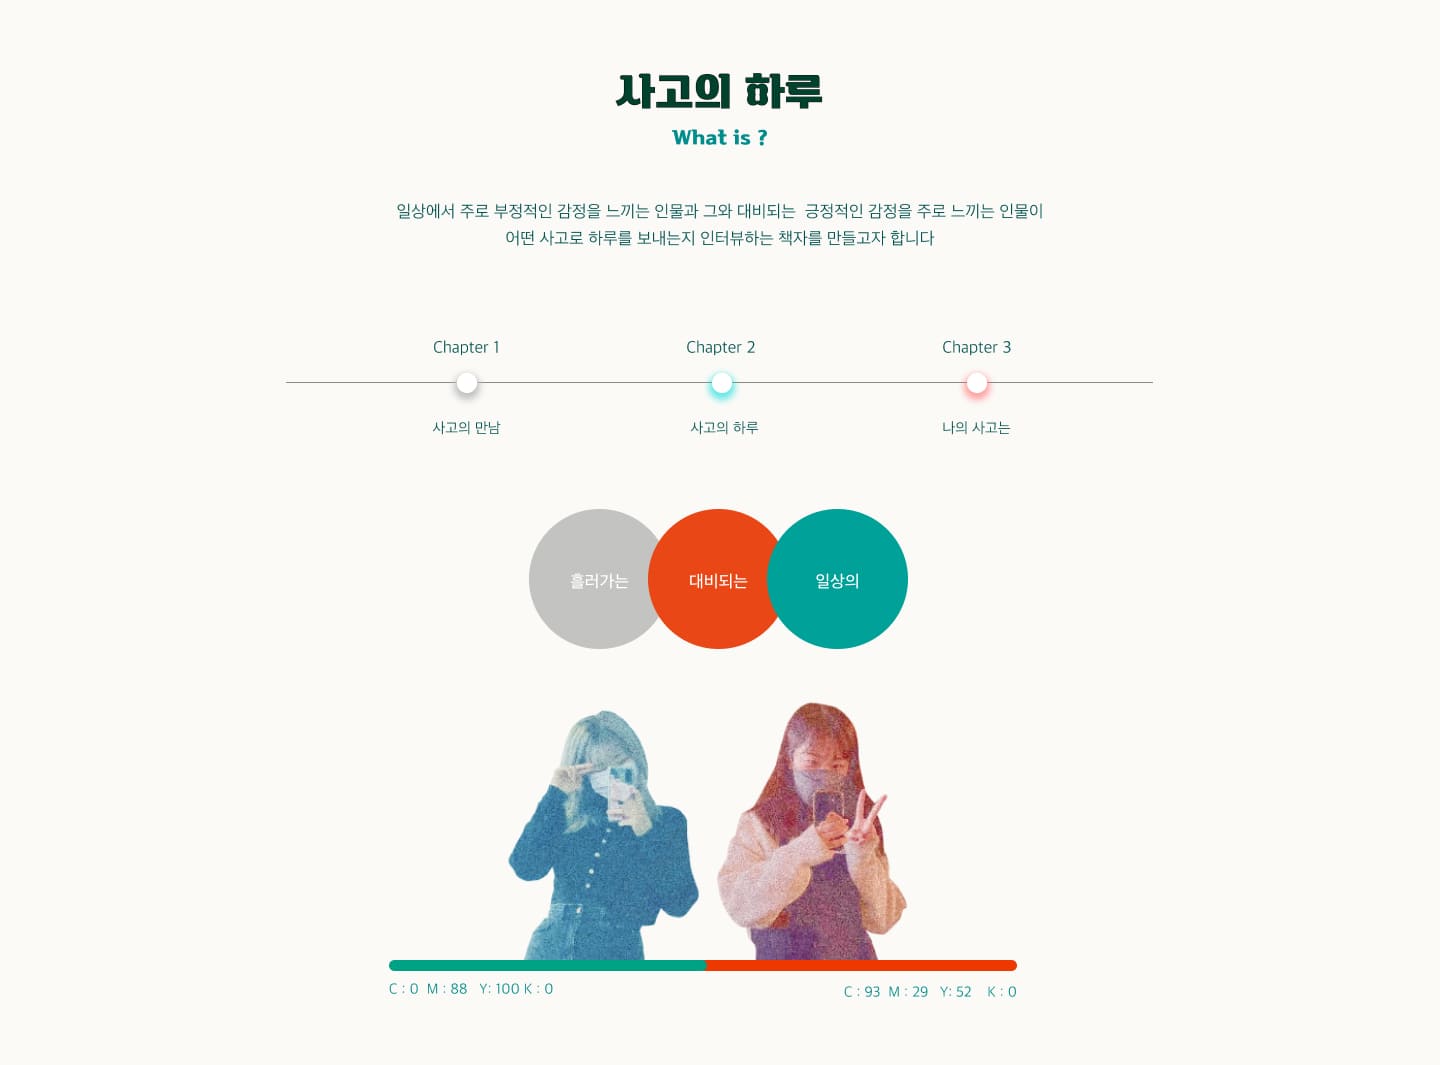 사고의 하루
What is ?
일상에서 주로 부정적인 감정을 느끼는 인물과 그와 대비되는  긍정적인 감정을 주로 느끼는 인물이
어떤 사고로 하루를 보내는지 인터뷰하는 책자를 만들고자 합니다
Chapter 1
Chapter 2
Chapter 3
사고의 만남
사고의 하루
나의 사고는
흘러가는
대비되는
일상의
C : 0  M : 88   Y: 100 K : 0
C : 93  M : 29   Y: 52    K : 0